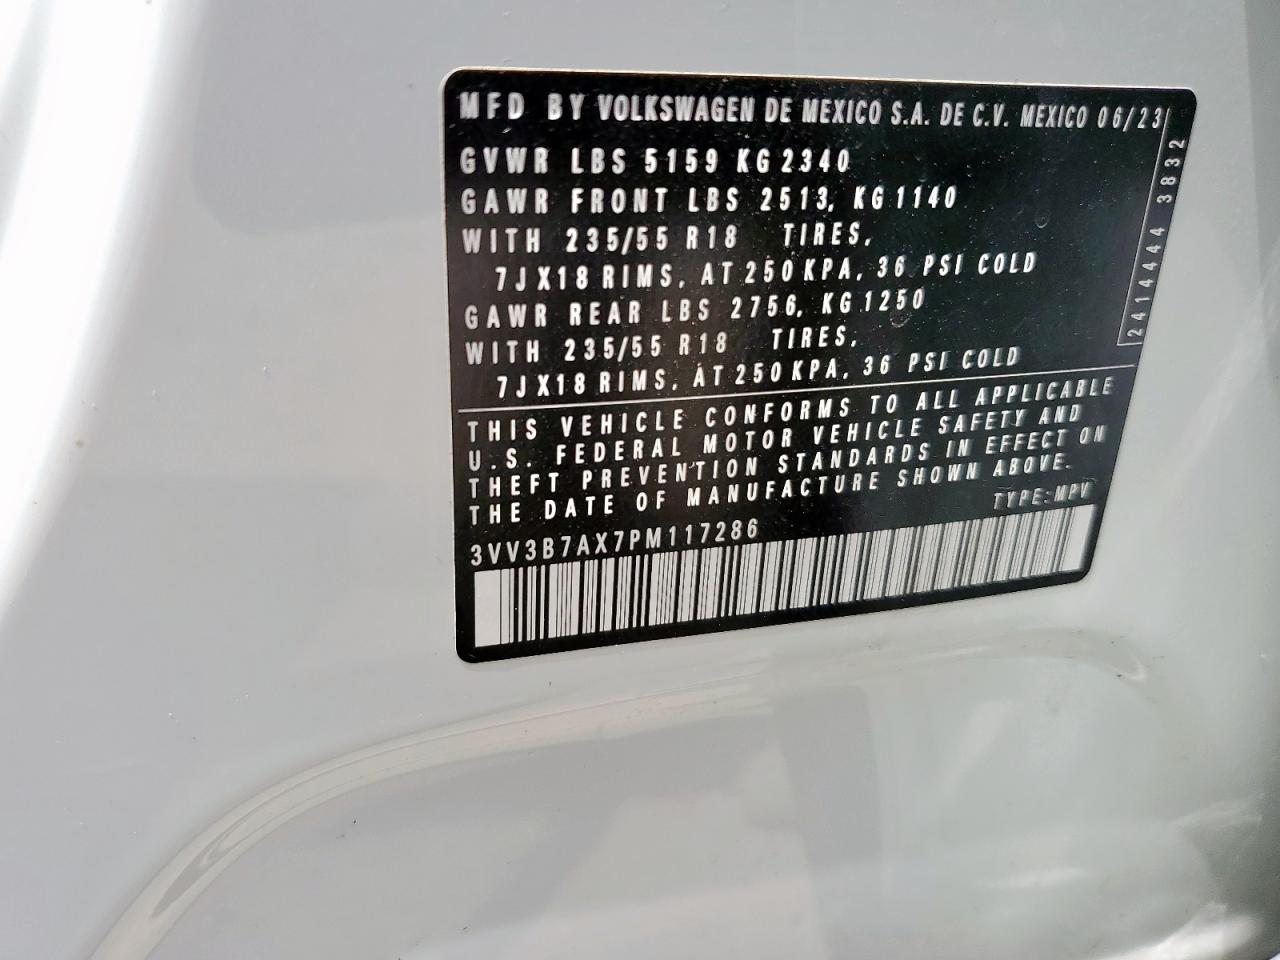 MFD BY VOLKSWAGEN DE MEXICO S.A. DE C.V. MEXICO 06/23
GVWR LBS 5159 KG 2340
GAWR FRONT LBS 2513, KG 1140
WITH 235/55 R18 TIRES,
7JX18 RIMS, AT 250 KPA, 36 PSI COLD
GAWR REAR LBS 2756, KG 1250
WITH 235/55 R18 TIRES,
7JX18 RIMS, AT 250 KPA, 36 PSI COLD
2414444 3832
THIS VEHICLE CONFORMS TO ALL APPLICABLE
U.S. FEDERAL MOTOR VEHICLE SAFETY AND
THEFT PREVENTION STANDARDS IN EFFECT ON
THE DATE OF MANUFACTURE SHOWN ABOVE.
TYPE: MPV
3VV3B7AX7PM117286